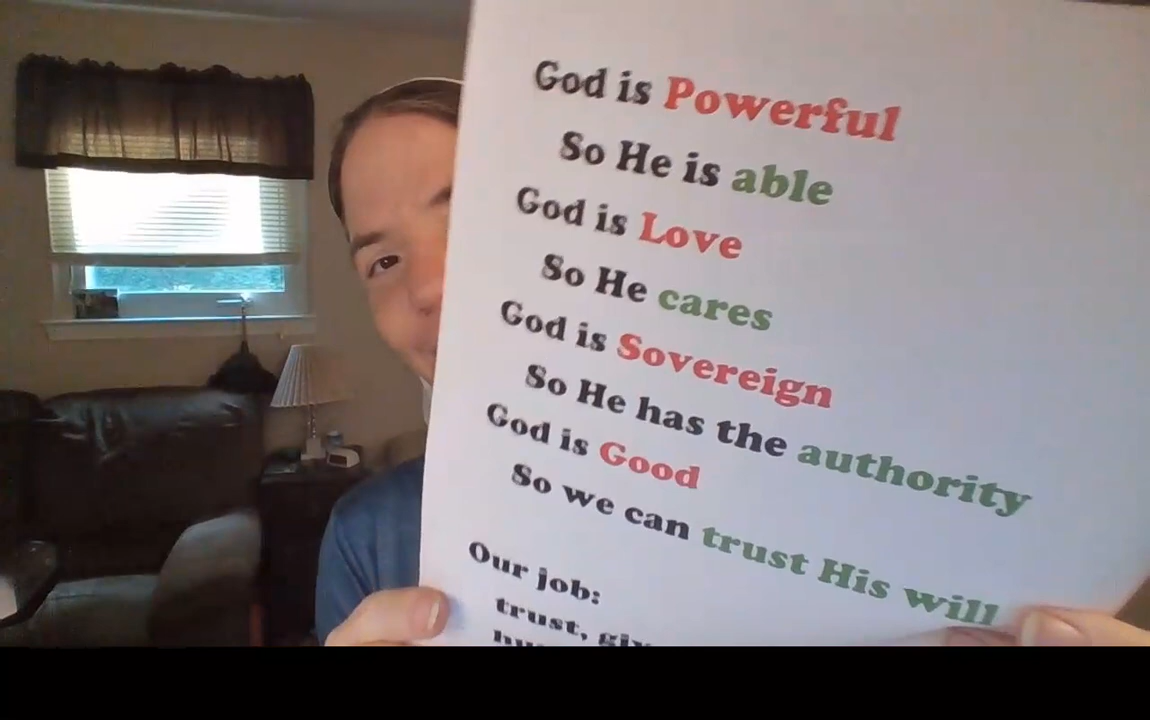 God is Powerful
So He is able
God is Love
So He cares
God is Sovereign
So He has the authority
God is Good
So we can trust His will
Our job:
trust,